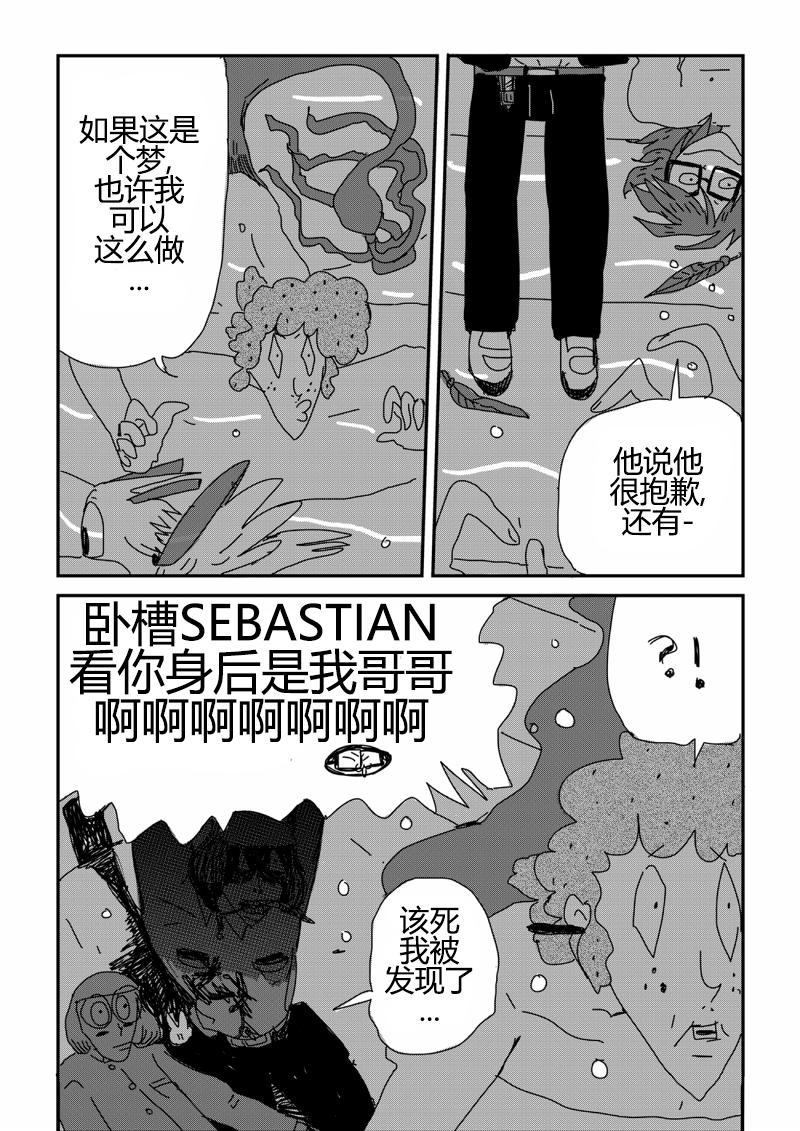 如果这是
个梦,
也许我
可以
这么做
...
他说他
很抱歉,
还有-
卧槽SEBASTIAN
看你身后是我哥哥
啊啊啊啊啊啊啊
?!
该死
我被
发现了
...